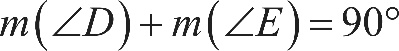 m(∠D) + m(∠E) = 90°